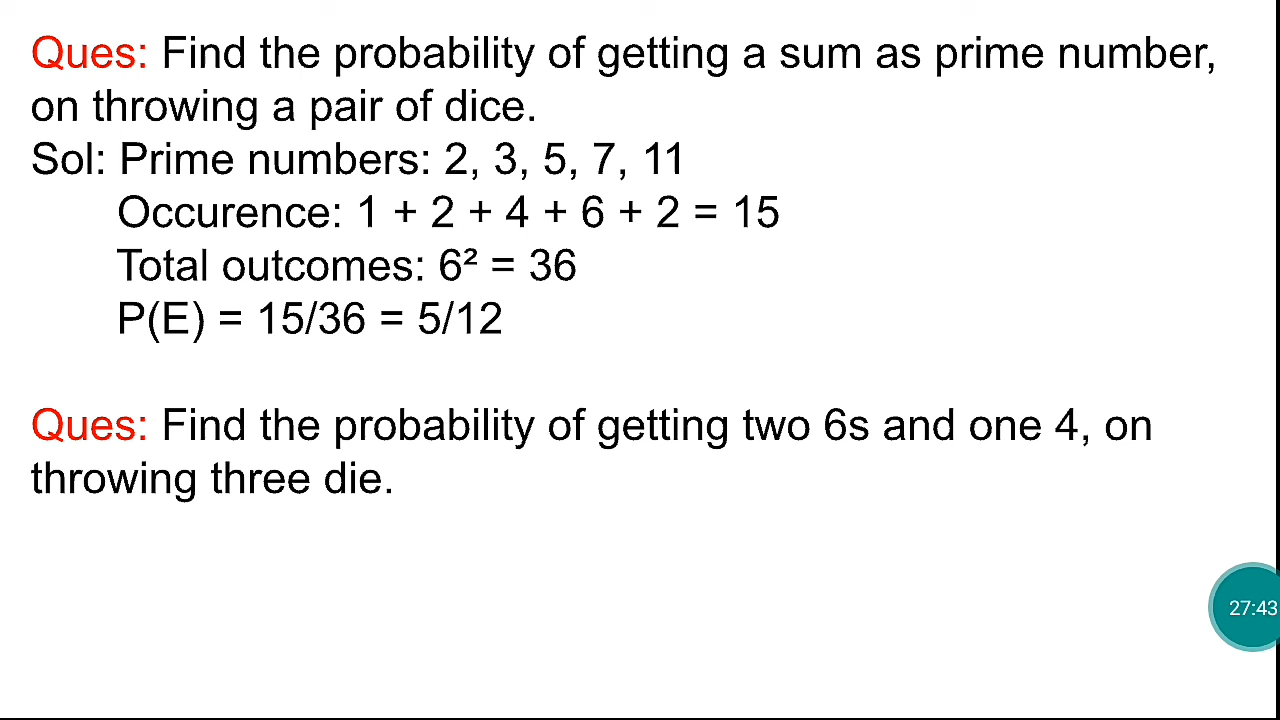 Ques: Find the probability of getting a sum as prime number,
on throwing a pair of dice.
Sol: Prime numbers: 2, 3, 5, 7, 11
Occurence: 1 + 2 + 4 + 6 + 2 = 15
Total outcomes: 6² = 36
P(E) = 15/36 = 5/12
Ques: Find the probability of getting two 6s and one 4, on
throwing three die.
27:43